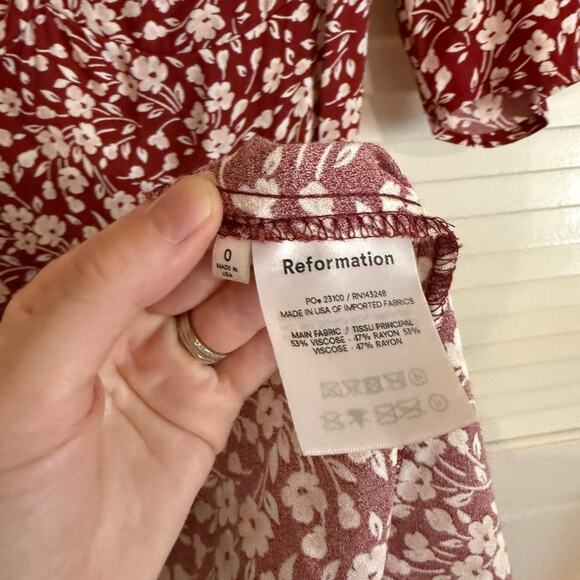 0
MADE IN
USA
Reformation
PO# 23100 / RN143248
MADE IN USA OF IMPORTED FABRICS
MAIN FABRIC / TISSU PRINCIPAL
53% VISCOSE - 47% RAYON 53%
VISCOSE - 47% RAYON